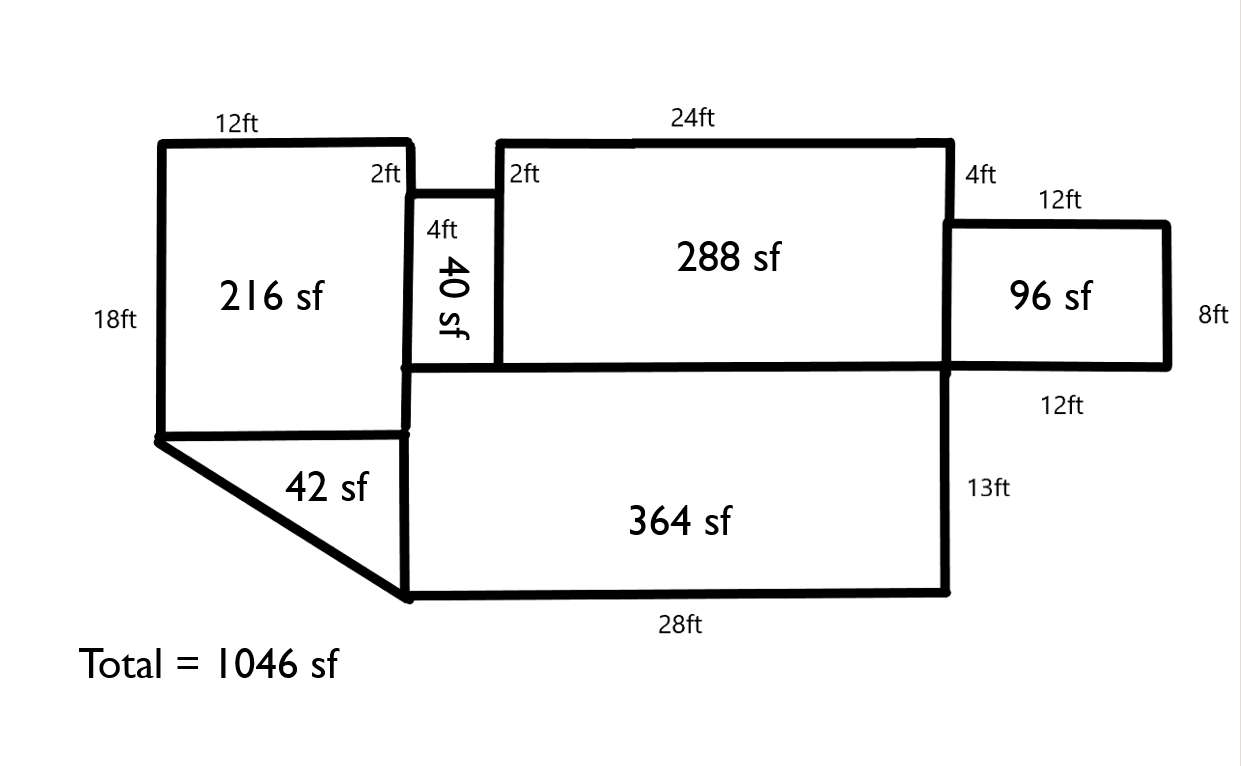 12ft
24ft
2ft
2ft
4ft
12ft
4ft
216 sf
40 sf
288 sf
96 sf
18ft
8ft
12ft
42 sf
364 sf
13ft
28ft
Total = 1046 sf